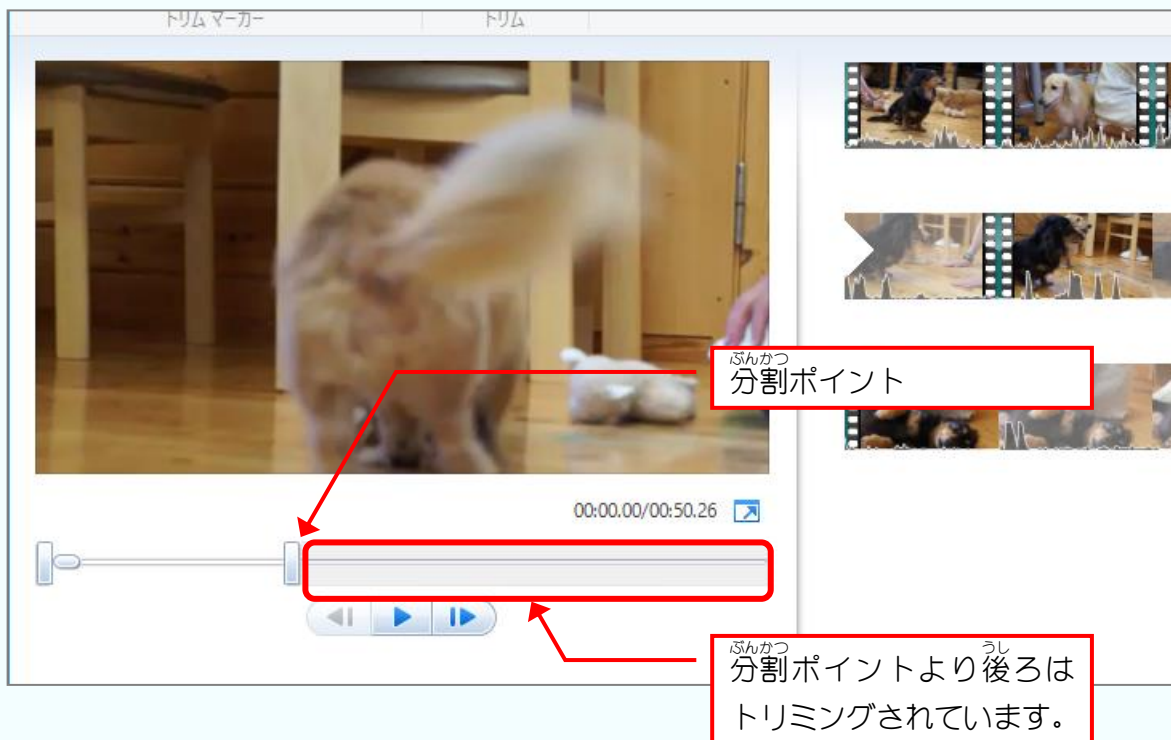 トリム マーカー
トリム
ぶんかつ
分割ポイント
00:00.00/00:50.26
ぶんかつ うし
分割ポイントより後ろは
トリミングされています。